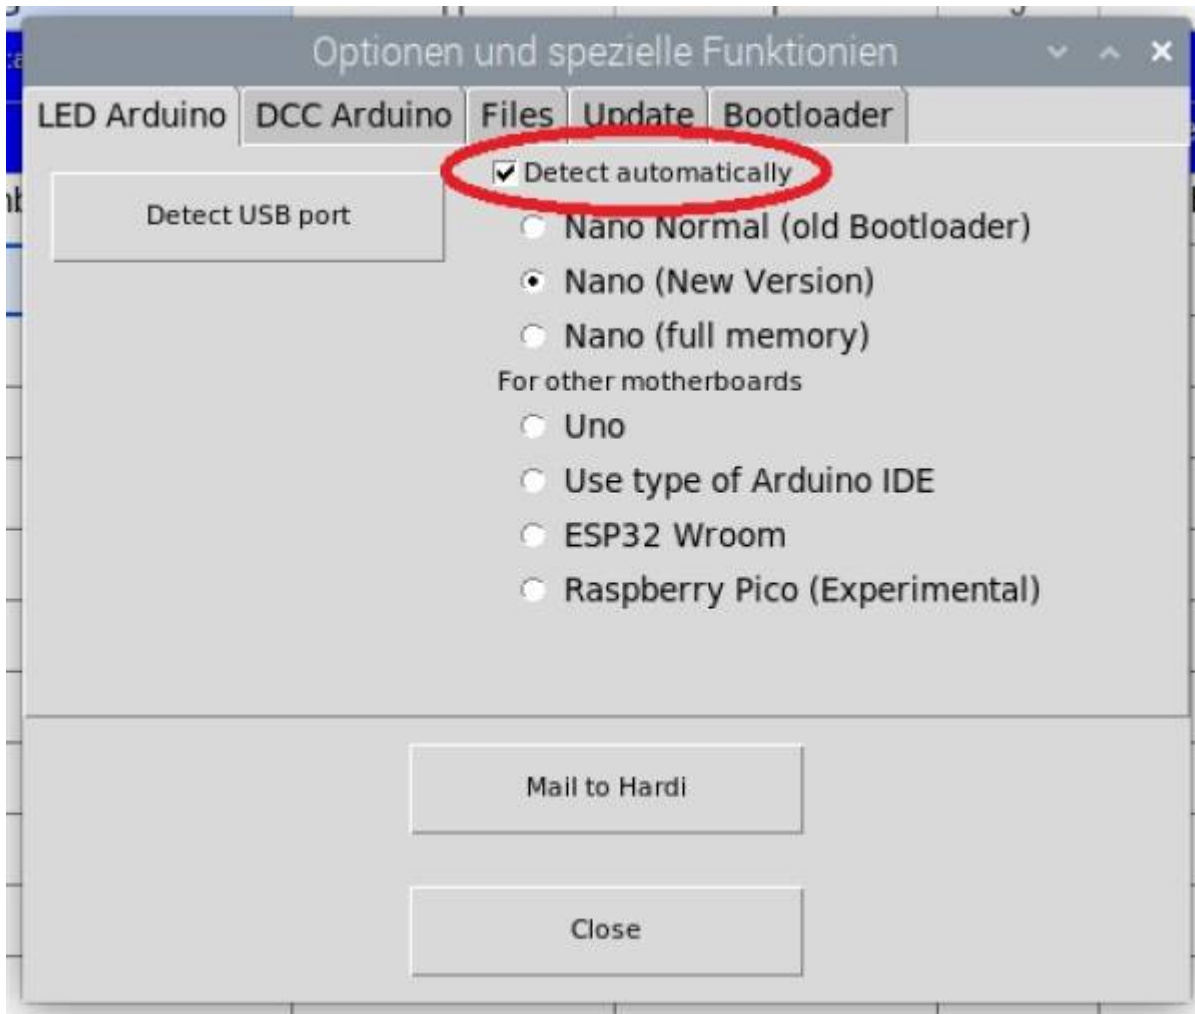 Optionen und spezielle Funktionien
LED Arduino DCC Arduino Files Update Bootloader
Detect automatically
Detect USB port
Nano Normal (old Bootloader)
Nano (New Version)
Nano (full memory)
For other motherboards
Uno
Use type of Arduino IDE
ESP32 Wroom
Raspberry Pico (Experimental)
Mail to Hardi
Close